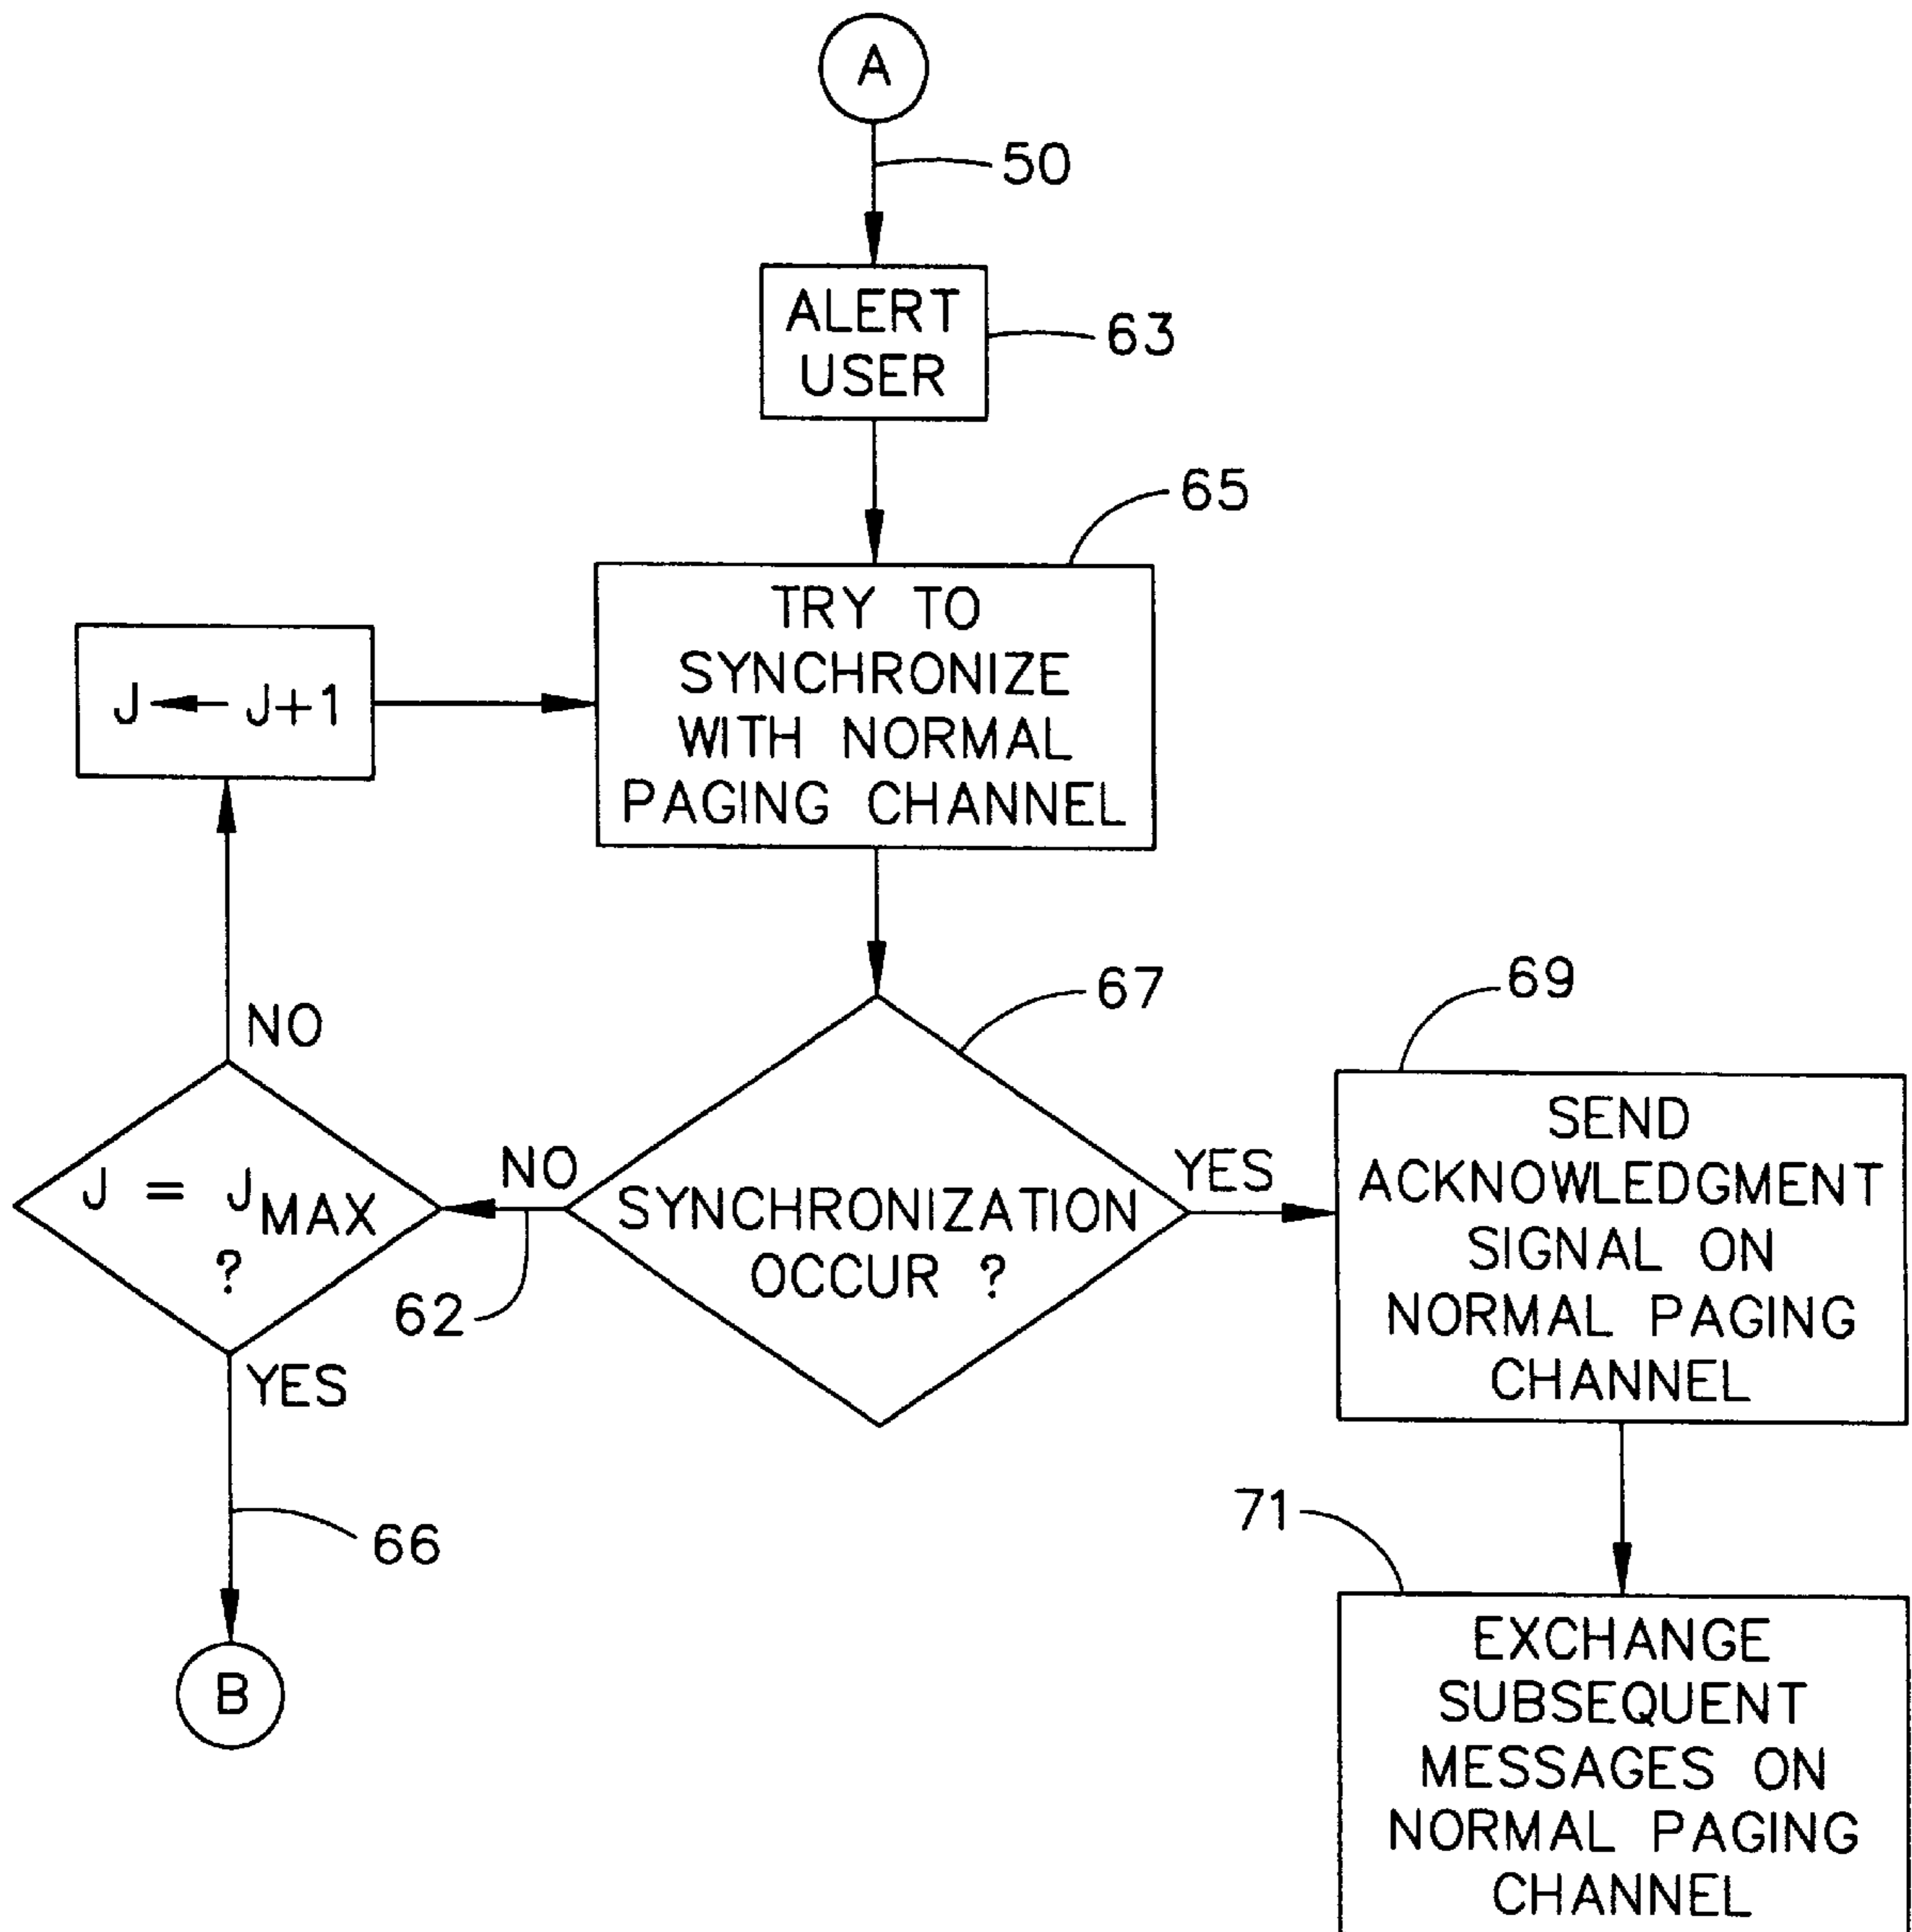 A
50
ALERT
USER
63
65
TRY TO
SYNCHRONIZE
WITH NORMAL
PAGING CHANNEL
J ← J+1
67
NO
69
SEND
ACKNOWLEDGMENT
SIGNAL ON
NORMAL PAGING
CHANNEL
YES
SYNCHRONIZATION
OCCUR ?
NO
62
J = JMAX
?
YES
66
B
71
EXCHANGE
SUBSEQUENT
MESSAGES ON
NORMAL PAGING
CHANNEL